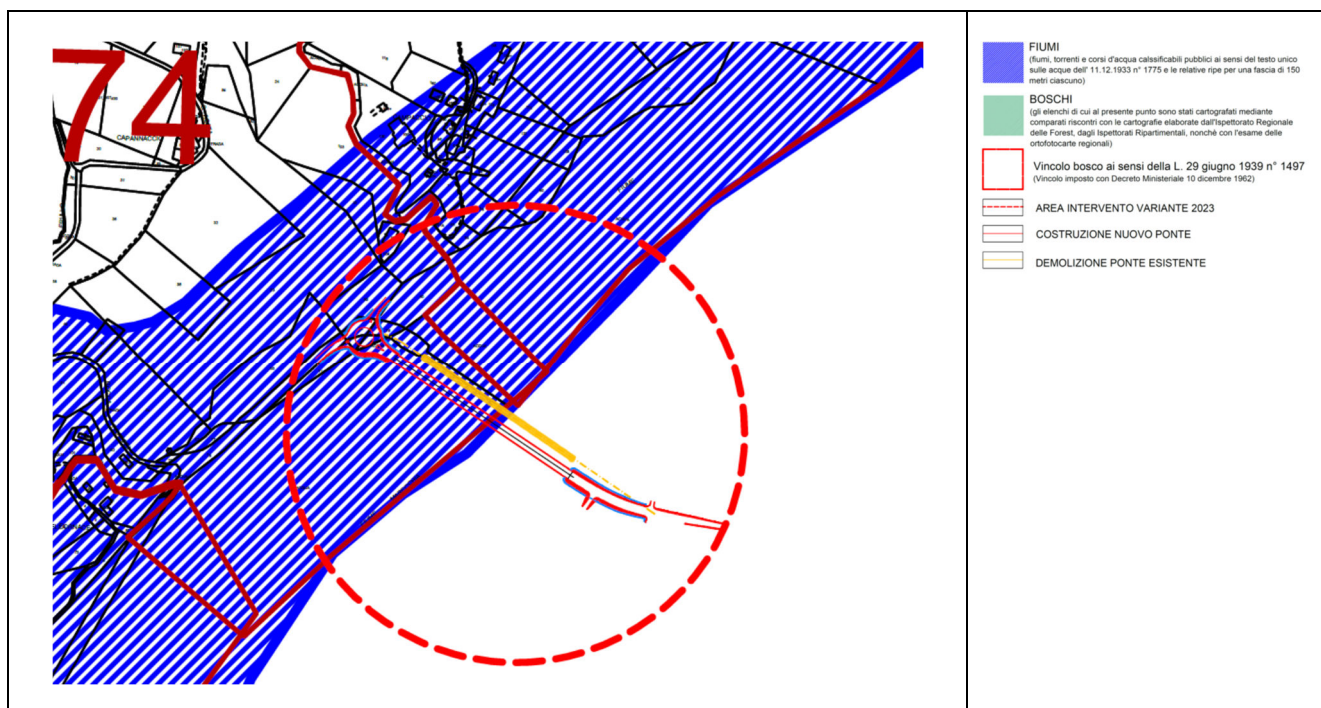 74
CAPANNACCI
FIUMI
(fiumi, torrenti e corsi d'acqua calssificabili pubblici ai sensi del testo unico
sulle acque dell' 11.12.1933 n° 1775 e le relative ripe per una fascia di 150
metri ciascuno)
BOSCHI
(gli elenchi di cui al presente punto sono stati cartografati mediante
comparati riscontri con le cartografie elaborate dall'Ispettorato Regionale
delle Forest, dagli Ispettorati Ripartimentali, nonchè con l'esame delle
ortofotocarte regionali)
Vincolo bosco ai sensi della L. 29 giugno 1939 n° 1497
(Vincolo imposto con Decreto Ministeriale 10 dicembre 1962)
AREA INTERVENTO VARIANTE 2023
COSTRUZIONE NUOVO PONTE
DEMOLIZIONE PONTE ESISTENTE